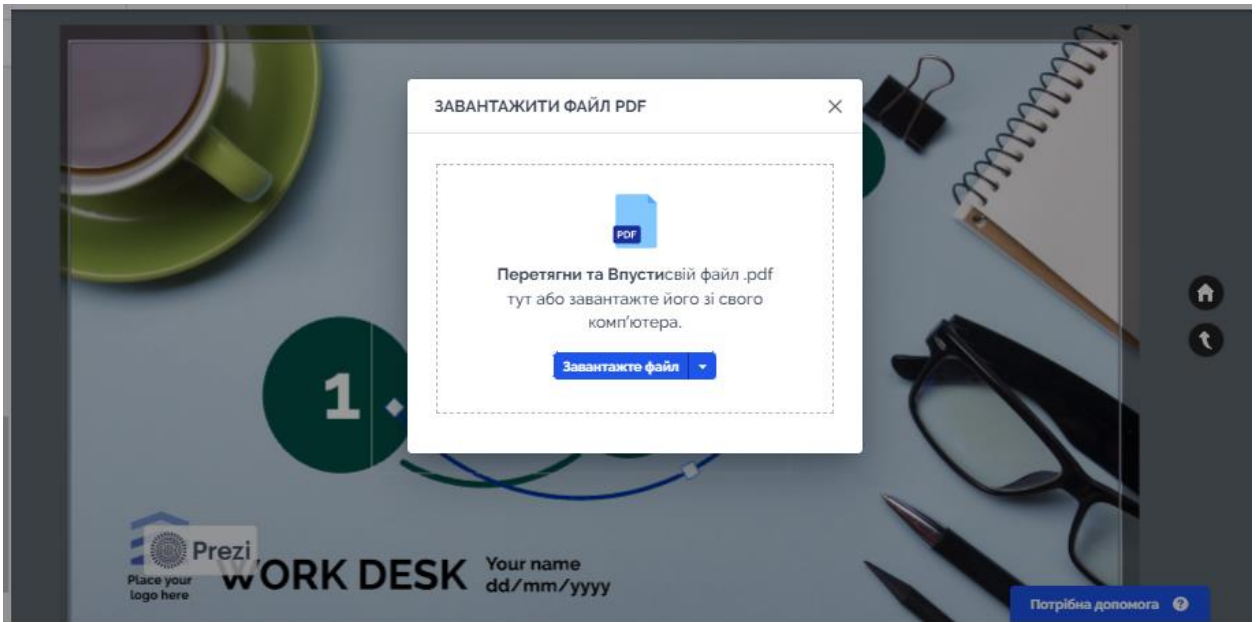 ЗАВАНТАЖИТИ ФАЙЛ PDF
PDF
Перетягни та Впустисвій файл .pdf
тут або завантажте його зі свого
комп'ютера.
Завантажте файл
1
Prezi
Place your
logo here
WORK DESK
Your name
dd/mm/yyyy
Потрібна допомога ?